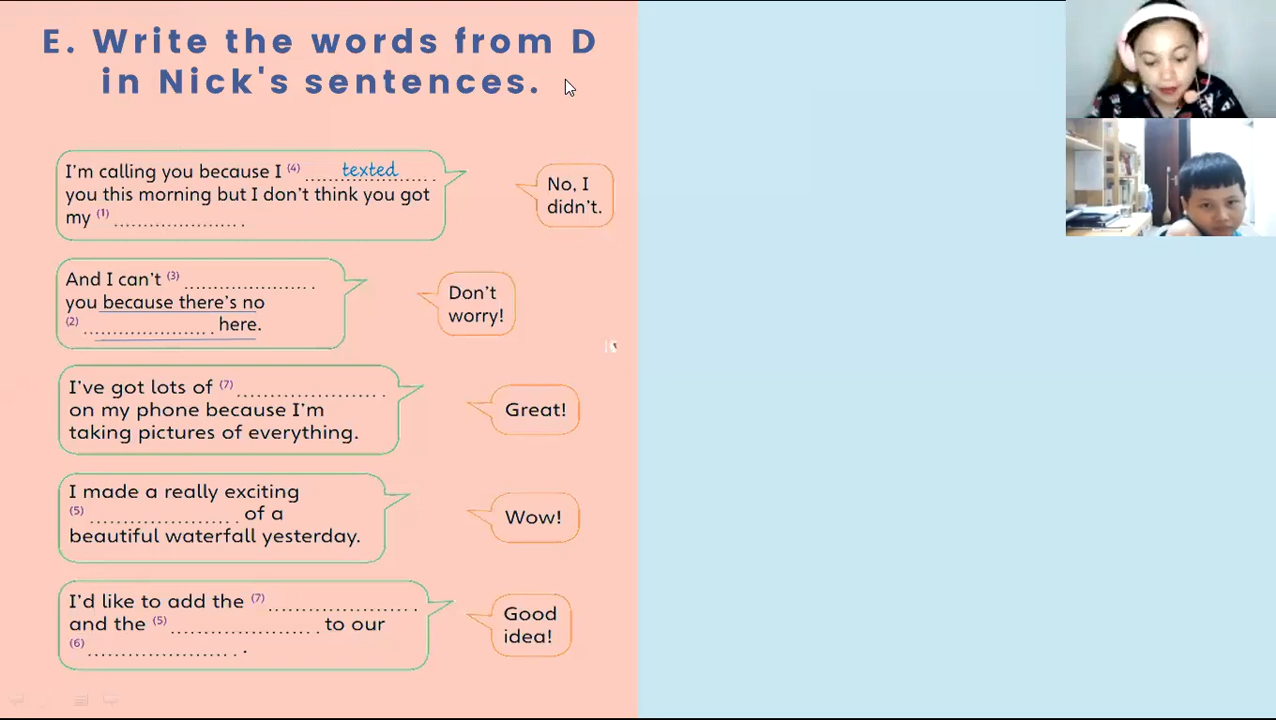 E. Write the words from D
in Nick's sentences.
I'm calling you because I (4) texted
you this morning but I don't think you got
my (1) ..................... .
No, I
didn't.
And I can't (3) ..................... .
you because there's no
(2) ..................... . here.
Don't
worry!
I've got lots of (7) ........................ .
on my phone because I'm
taking pictures of everything.
Great!
I made a really exciting
(5) ....................... . of a
beautiful waterfall yesterday.
Wow!
I'd like to add the (7) ........................ .
and the (5) ........................ . to our
(6) ........................ .
Good
idea!